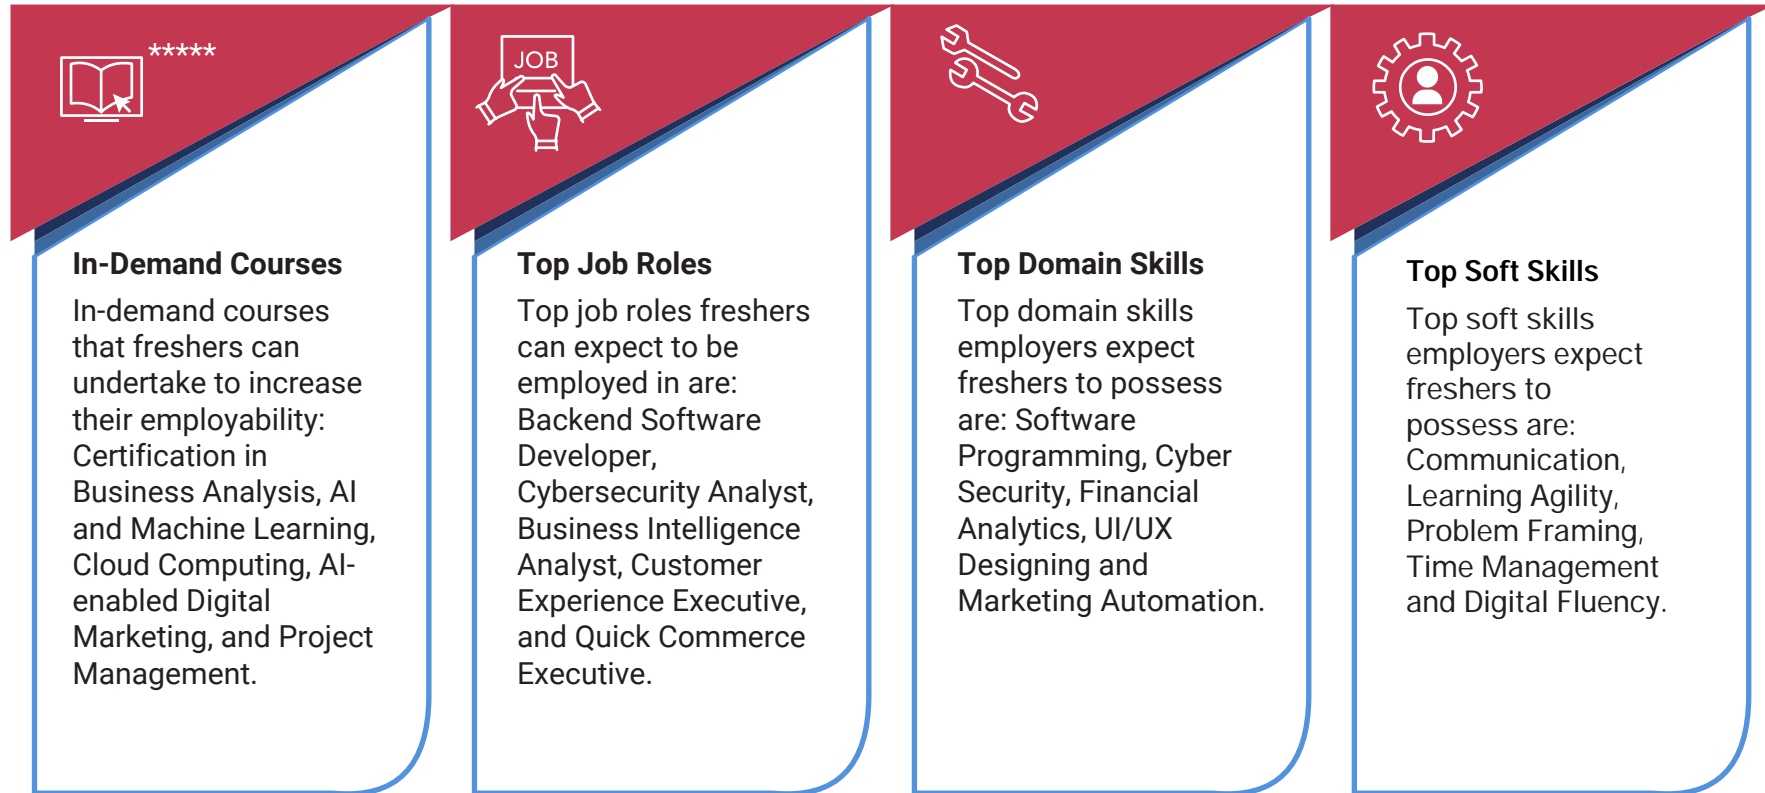 *****
In-Demand Courses
In-demand courses
that freshers can
undertake to increase
their employability:
Certification in
Business Analysis, AI
and Machine Learning,
Cloud Computing, AI-
enabled Digital
Marketing, and Project
Management.
JOB
Top Job Roles
Top job roles freshers
can expect to be
employed in are:
Backend Software
Developer,
Cybersecurity Analyst,
Business Intelligence
Analyst, Customer
Experience Executive,
and Quick Commerce
Executive.
Top Domain Skills
Top domain skills
employers expect
freshers to possess
are: Software
Programming, Cyber
Security, Financial
Analytics, UI/UX
Designing and
Marketing Automation.
Top Soft Skills
Top soft skills
employers expect
freshers to
possess are:
Communication,
Learning Agility,
Problem Framing,
Time Management
and Digital Fluency.